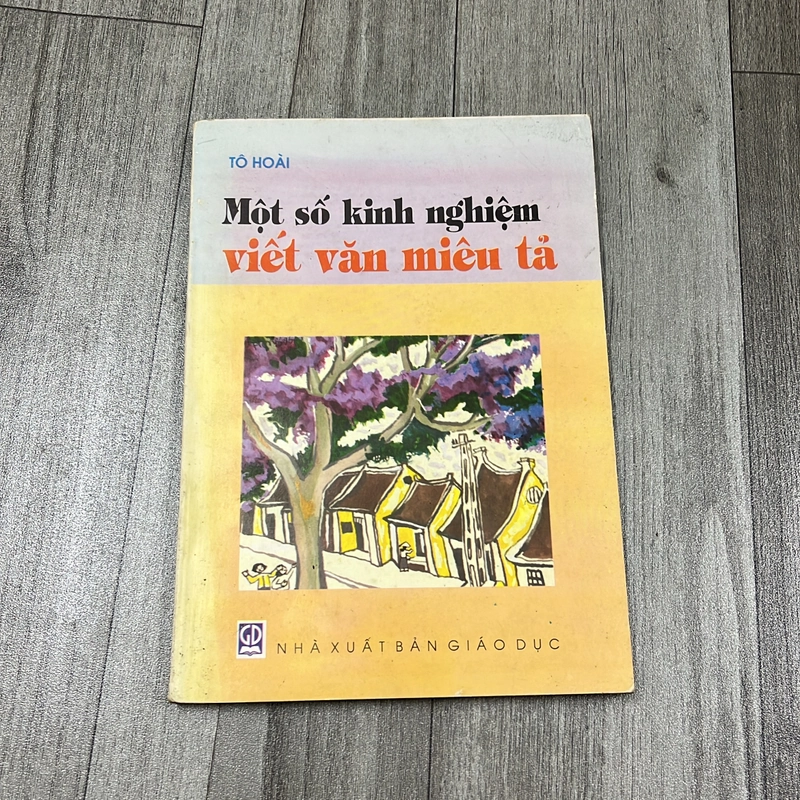 TÔ HOÀI
Một số kinh nghiệm
viết văn miêu tả
GD
NHÀ XUẤT BẢN GIÁO DỤC